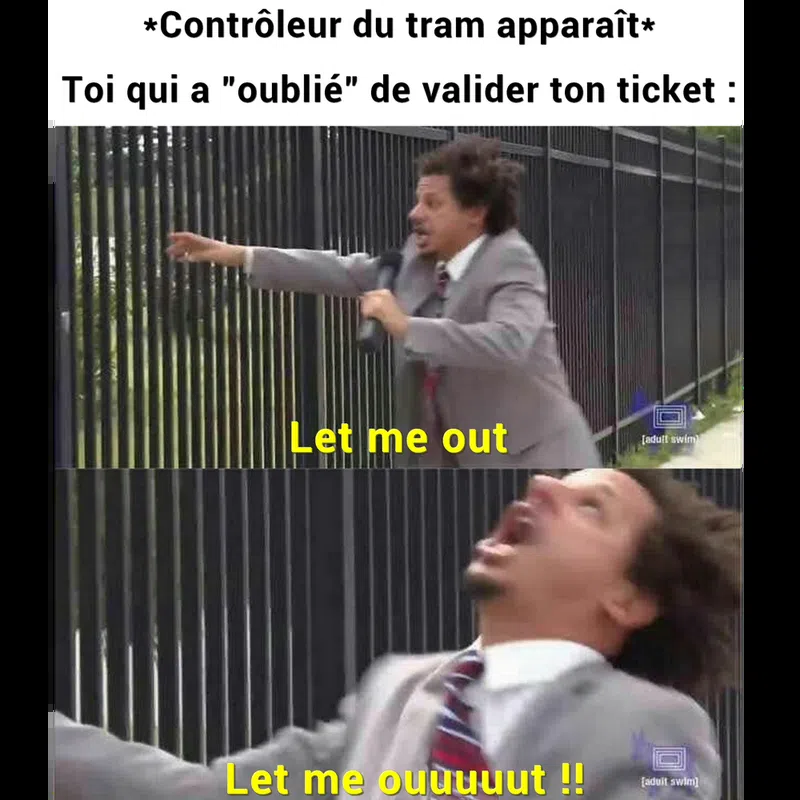 *Contrôleur du tram apparaît*
Toi qui a "oublié" de valider ton ticket :
Let me out
[adult swim]
Let me ouuuuut !!
[adult swim]